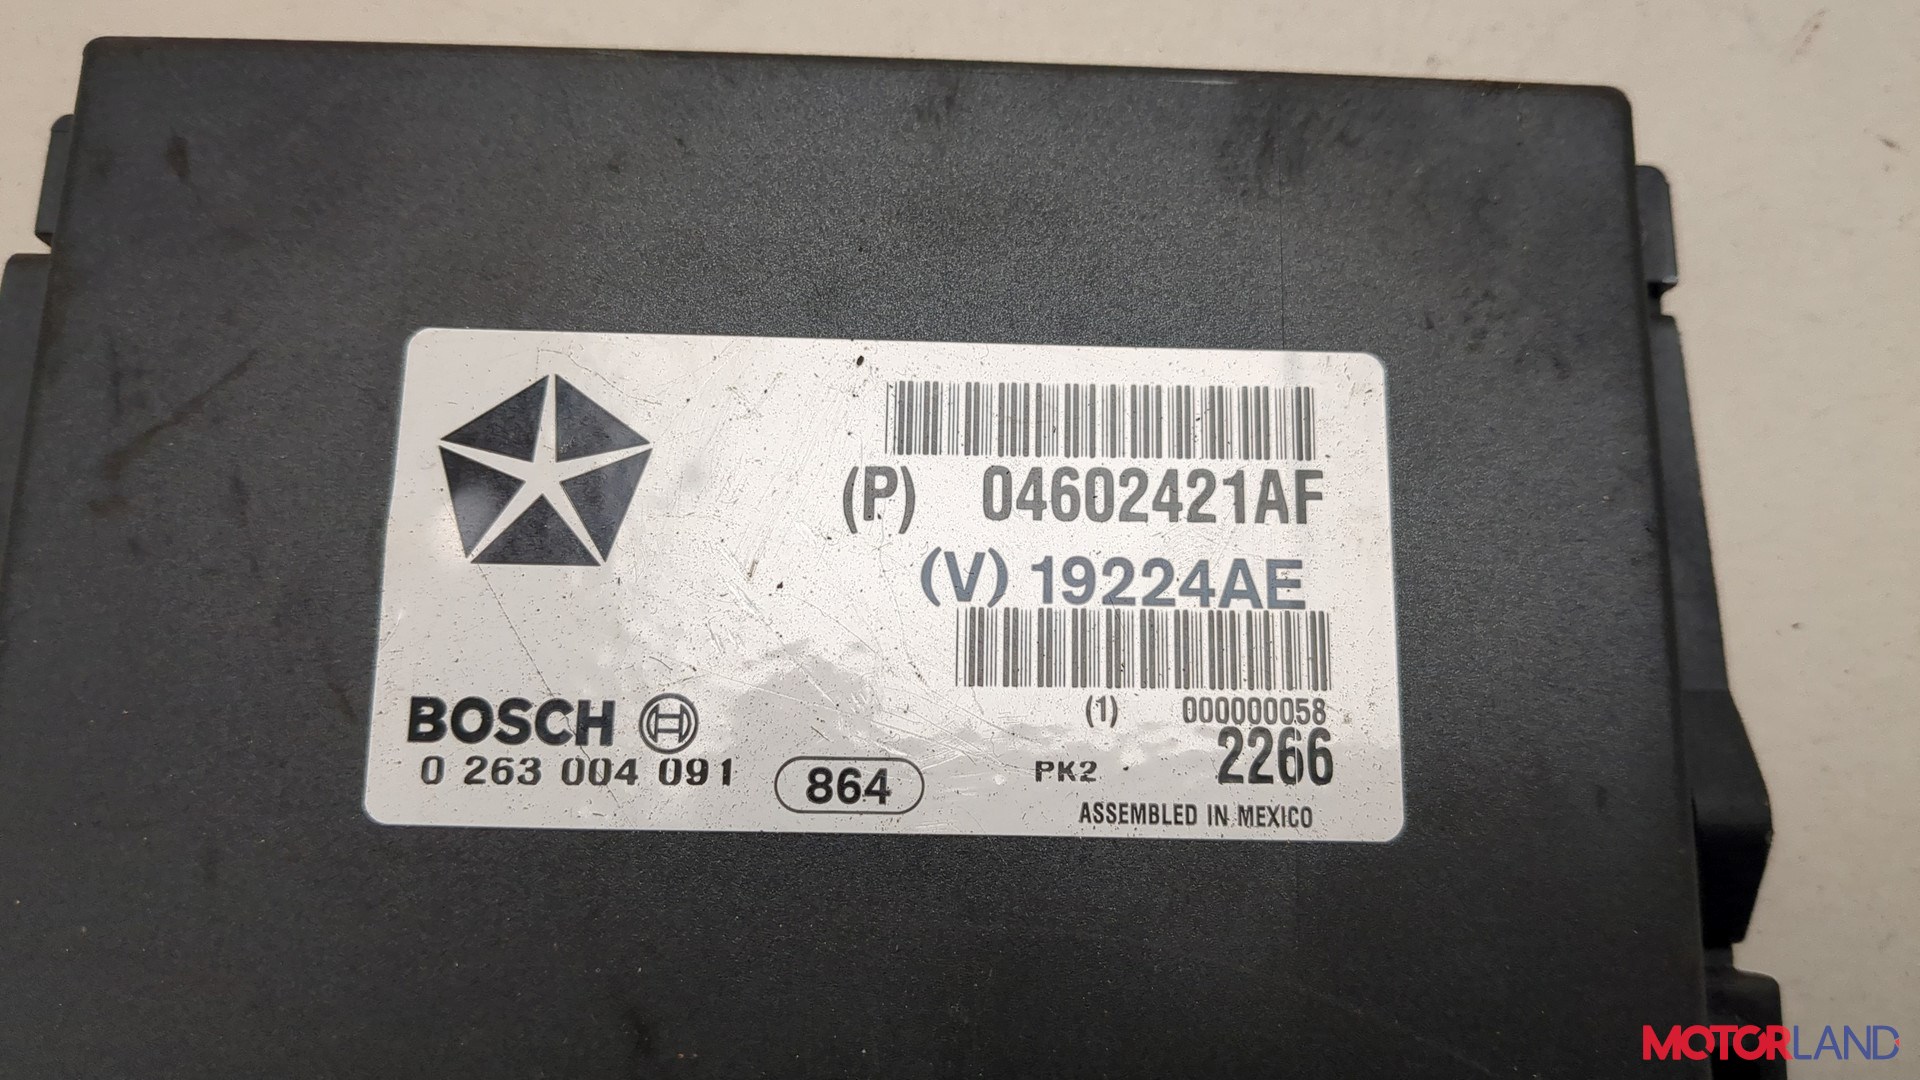 (P) 04602421AF
(V) 19224AE
(1) 000000058
BOSCH
0 263 004 091
864
PK2 2266
ASSEMBLED IN MEXICO
MOTORLAND